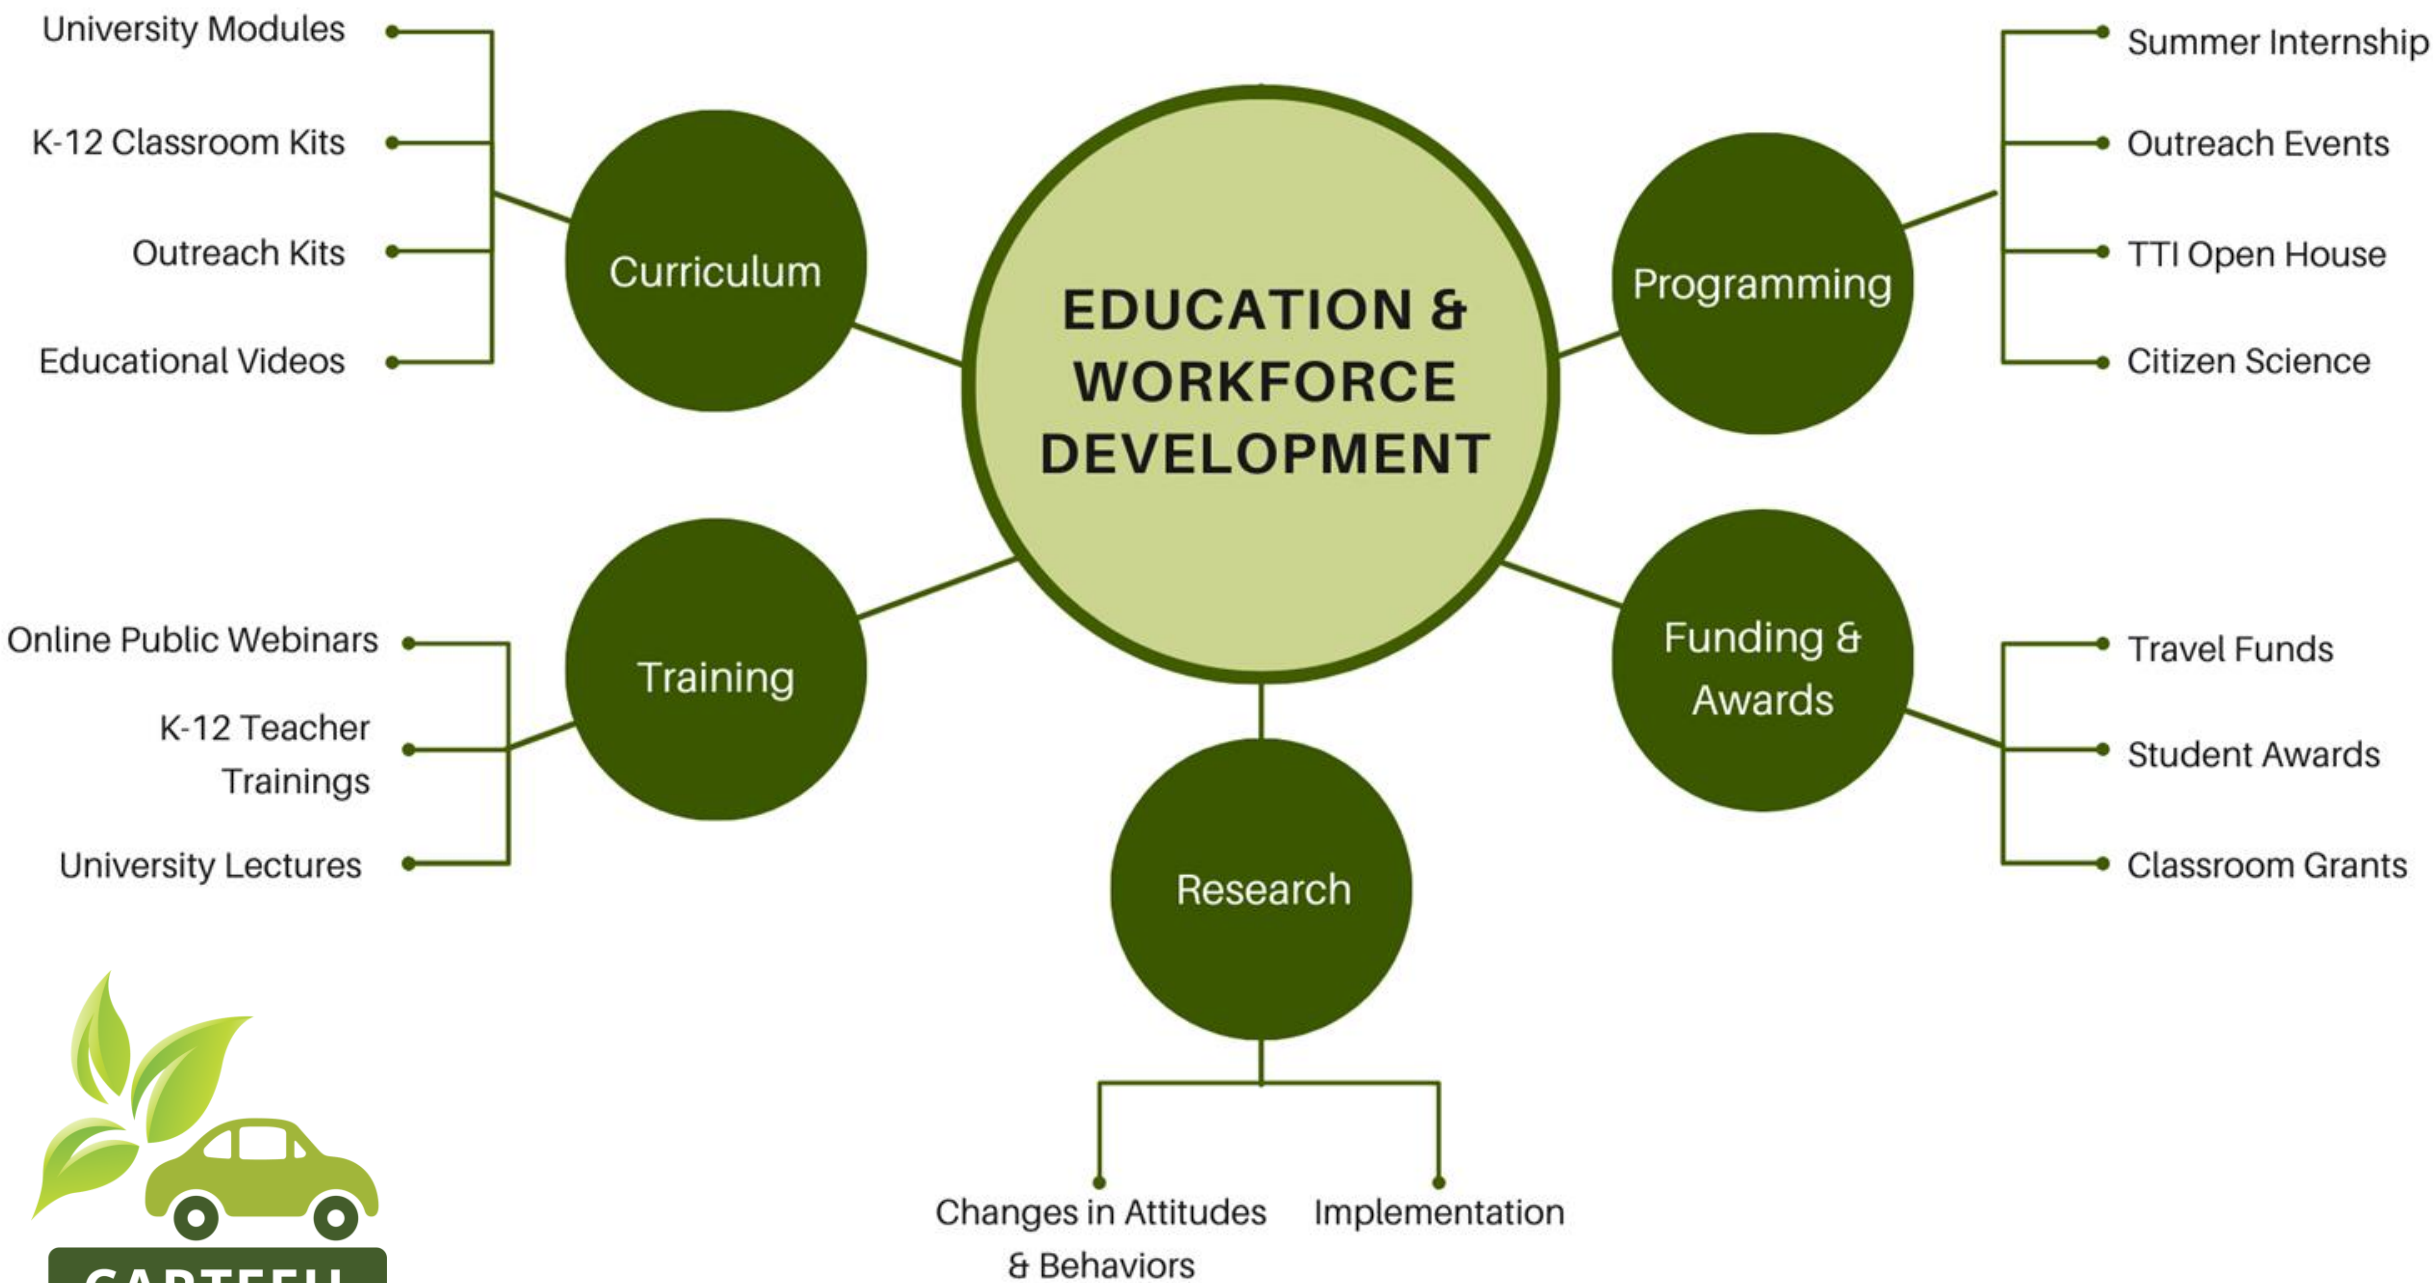 University Modules
K-12 Classroom Kits
Outreach Kits
Educational Videos
Curriculum
EDUCATION &
WORKFORCE
DEVELOPMENT
Programming
Summer Internship
Outreach Events
TTI Open House
Citizen Science
Online Public Webinars
K-12 Teacher
Trainings
University Lectures
Training
Funding &
Awards
Travel Funds
Student Awards
Classroom Grants
Research
Changes in Attitudes
& Behaviors
Implementation
CARTEEH